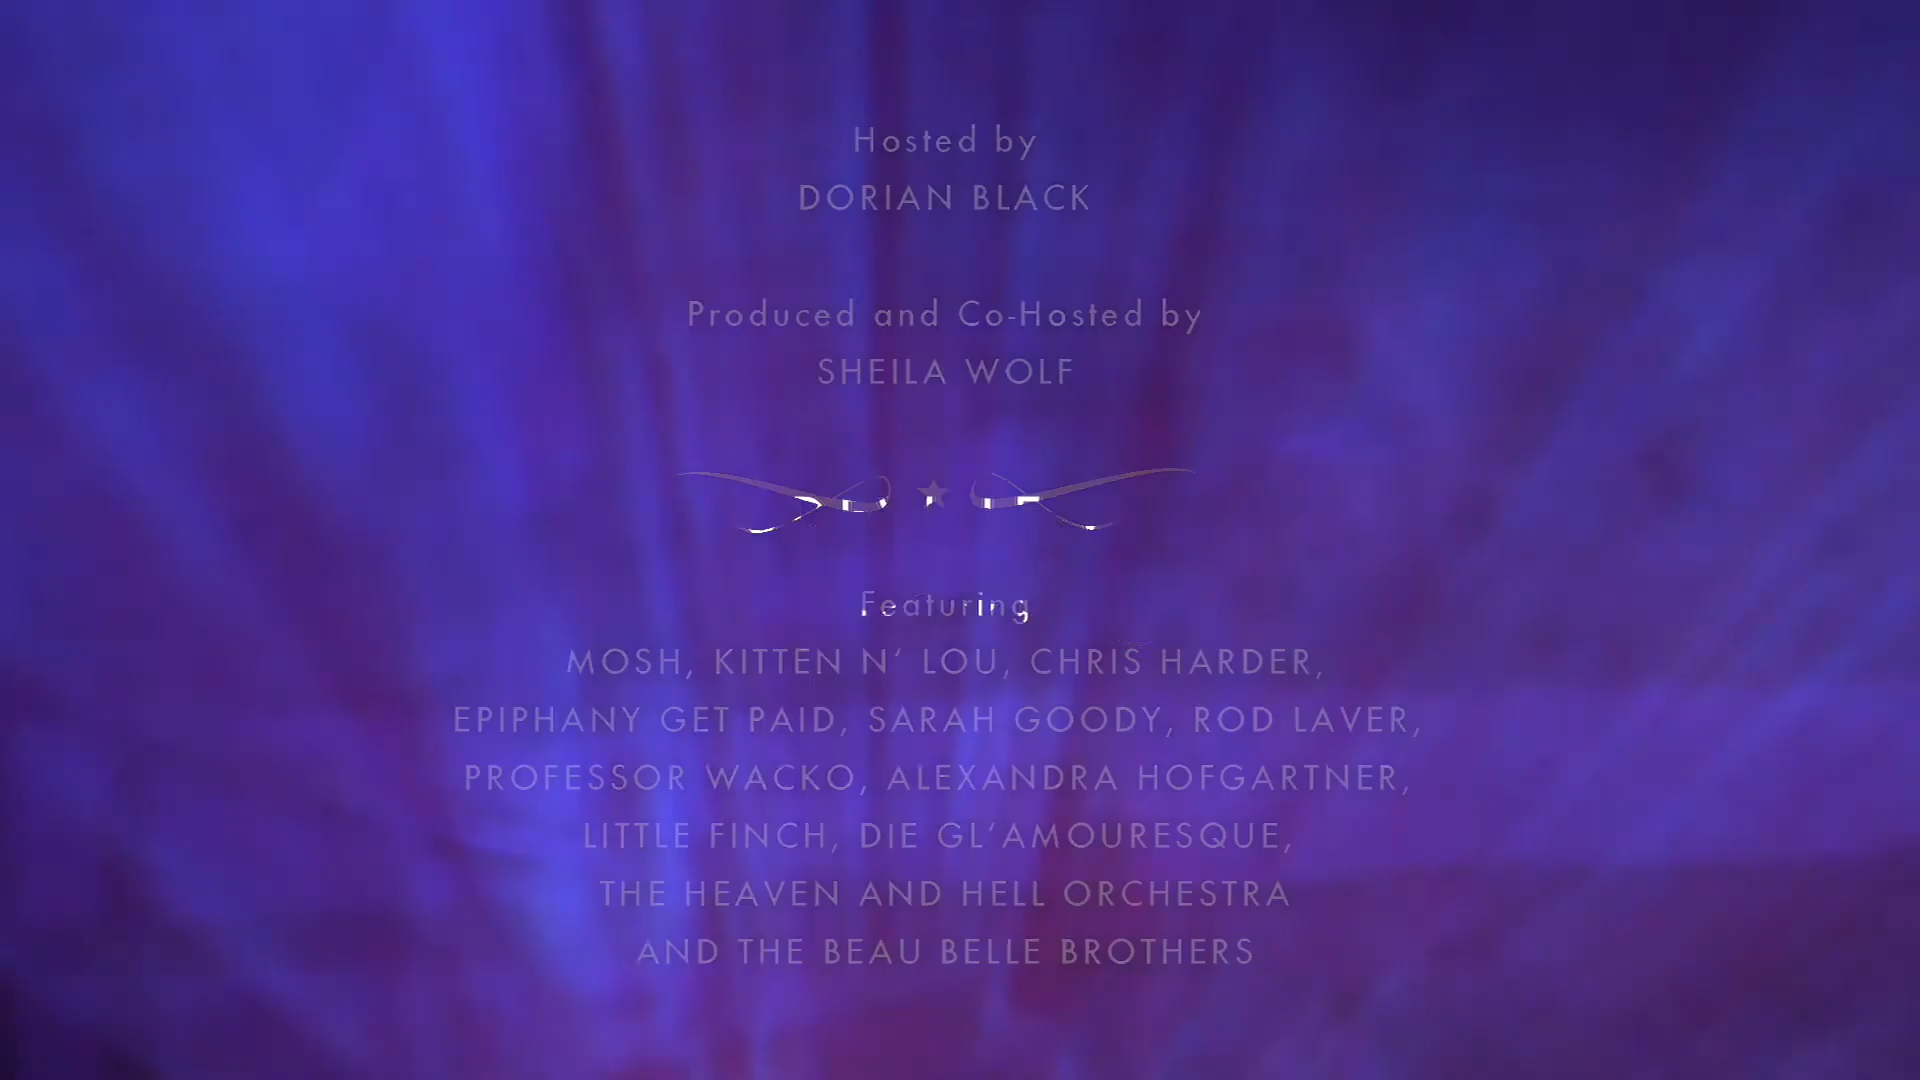 Hosted by
DORIAN BLACK
Produced and Co-Hosted by
SHEILA WOLF
Featuring
MOSH, KITTEN N’ LOU, CHRIS HARDER,
EPIPHANY GET PAID, SARAH GOODY, ROD LAVER,
PROFESSOR WACKO, ALEXANDRA HOFGARTNER,
LITTLE FINCH, DIE GL’AMOURESQUE,
THE HEAVEN AND HELL ORCHESTRA
AND THE BEAU BELLE BROTHERS